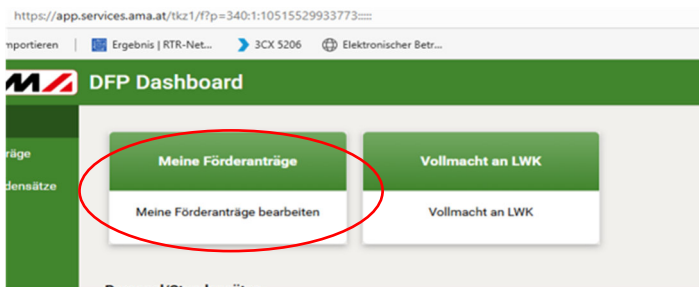 https://app.services.ama.at/tkz1/f?p=340:1:10515529933773:::::
mportieren | Ergebnis | RTR-Net... 3CX 5206 Elektronischer Betr...
MA DFP Dashboard
räge
densätze
Meine Förderanträge
Meine Förderanträge bearbeiten
Vollmacht an LWK
Vollmacht an LWK